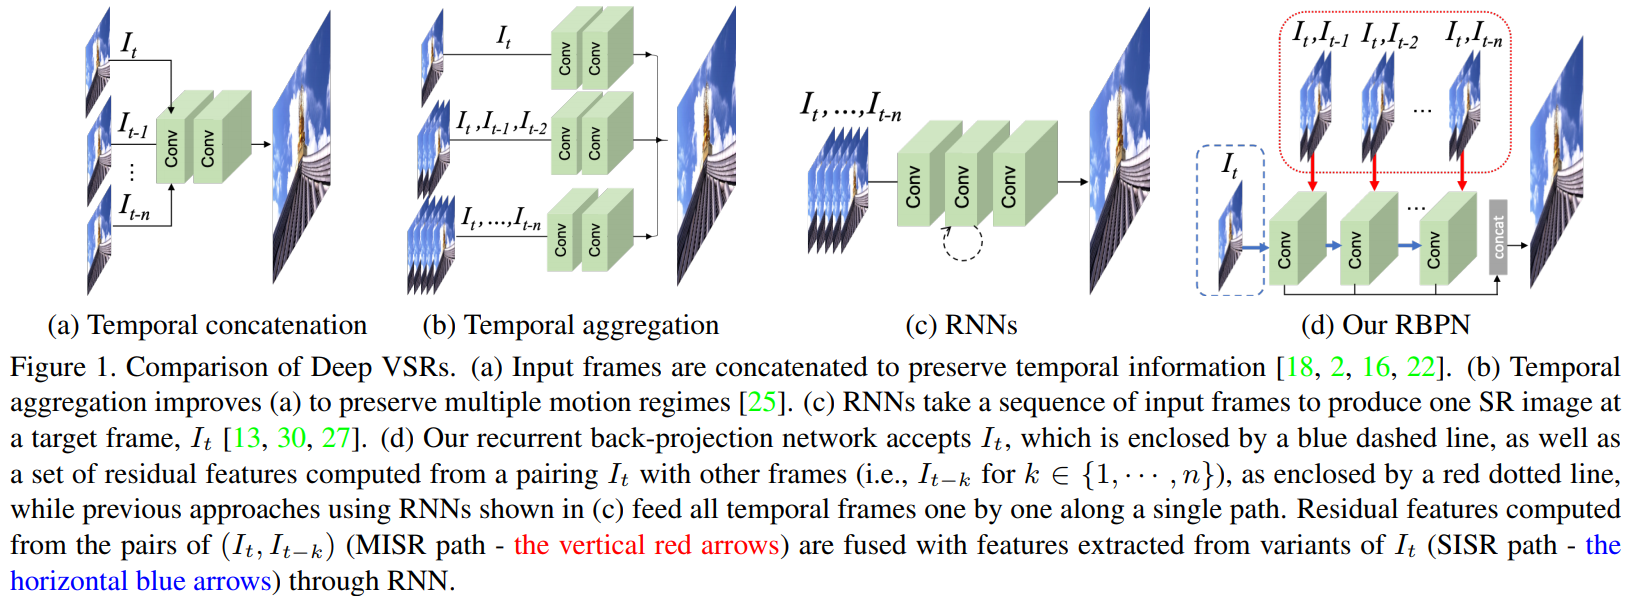 I_t
I_{t-1}
⋮
I_{t-n}
Conv
Conv
(a) Temporal concatenation
I_t
Conv
Conv
I_t,I_{t-1},I_{t-2}
Conv
Conv
I_t,...,I_{t-n}
Conv
Conv
(b) Temporal aggregation
I_t,...,I_{t-n}
Conv
Conv
Conv
(c) RNNs
I_t,I_{t-1} I_t,I_{t-2} I_t,I_{t-n}
...
I_t
...
Conv
Conv
Conv
concat
(d) Our RBPN
Figure 1. Comparison of Deep VSRs. (a) Input frames are concatenated to preserve temporal information [18, 2, 16, 22]. (b) Temporal
aggregation improves (a) to preserve multiple motion regimes [25]. (c) RNNs take a sequence of input frames to produce one SR image at
a target frame, I_t [13, 30, 27]. (d) Our recurrent back-projection network accepts I_t, which is enclosed by a blue dashed line, as well as
a set of residual features computed from a pairing I_t with other frames (i.e., I_{t−k} for k ∈ {1, ⋯ , n}), as enclosed by a red dotted line,
while previous approaches using RNNs shown in (c) feed all temporal frames one by one along a single path. Residual features computed
from the pairs of (I_t, I_{t−k}) (MISR path - the vertical red arrows) are fused with features extracted from variants of I_t (SISR path - the
horizontal blue arrows) through RNN.